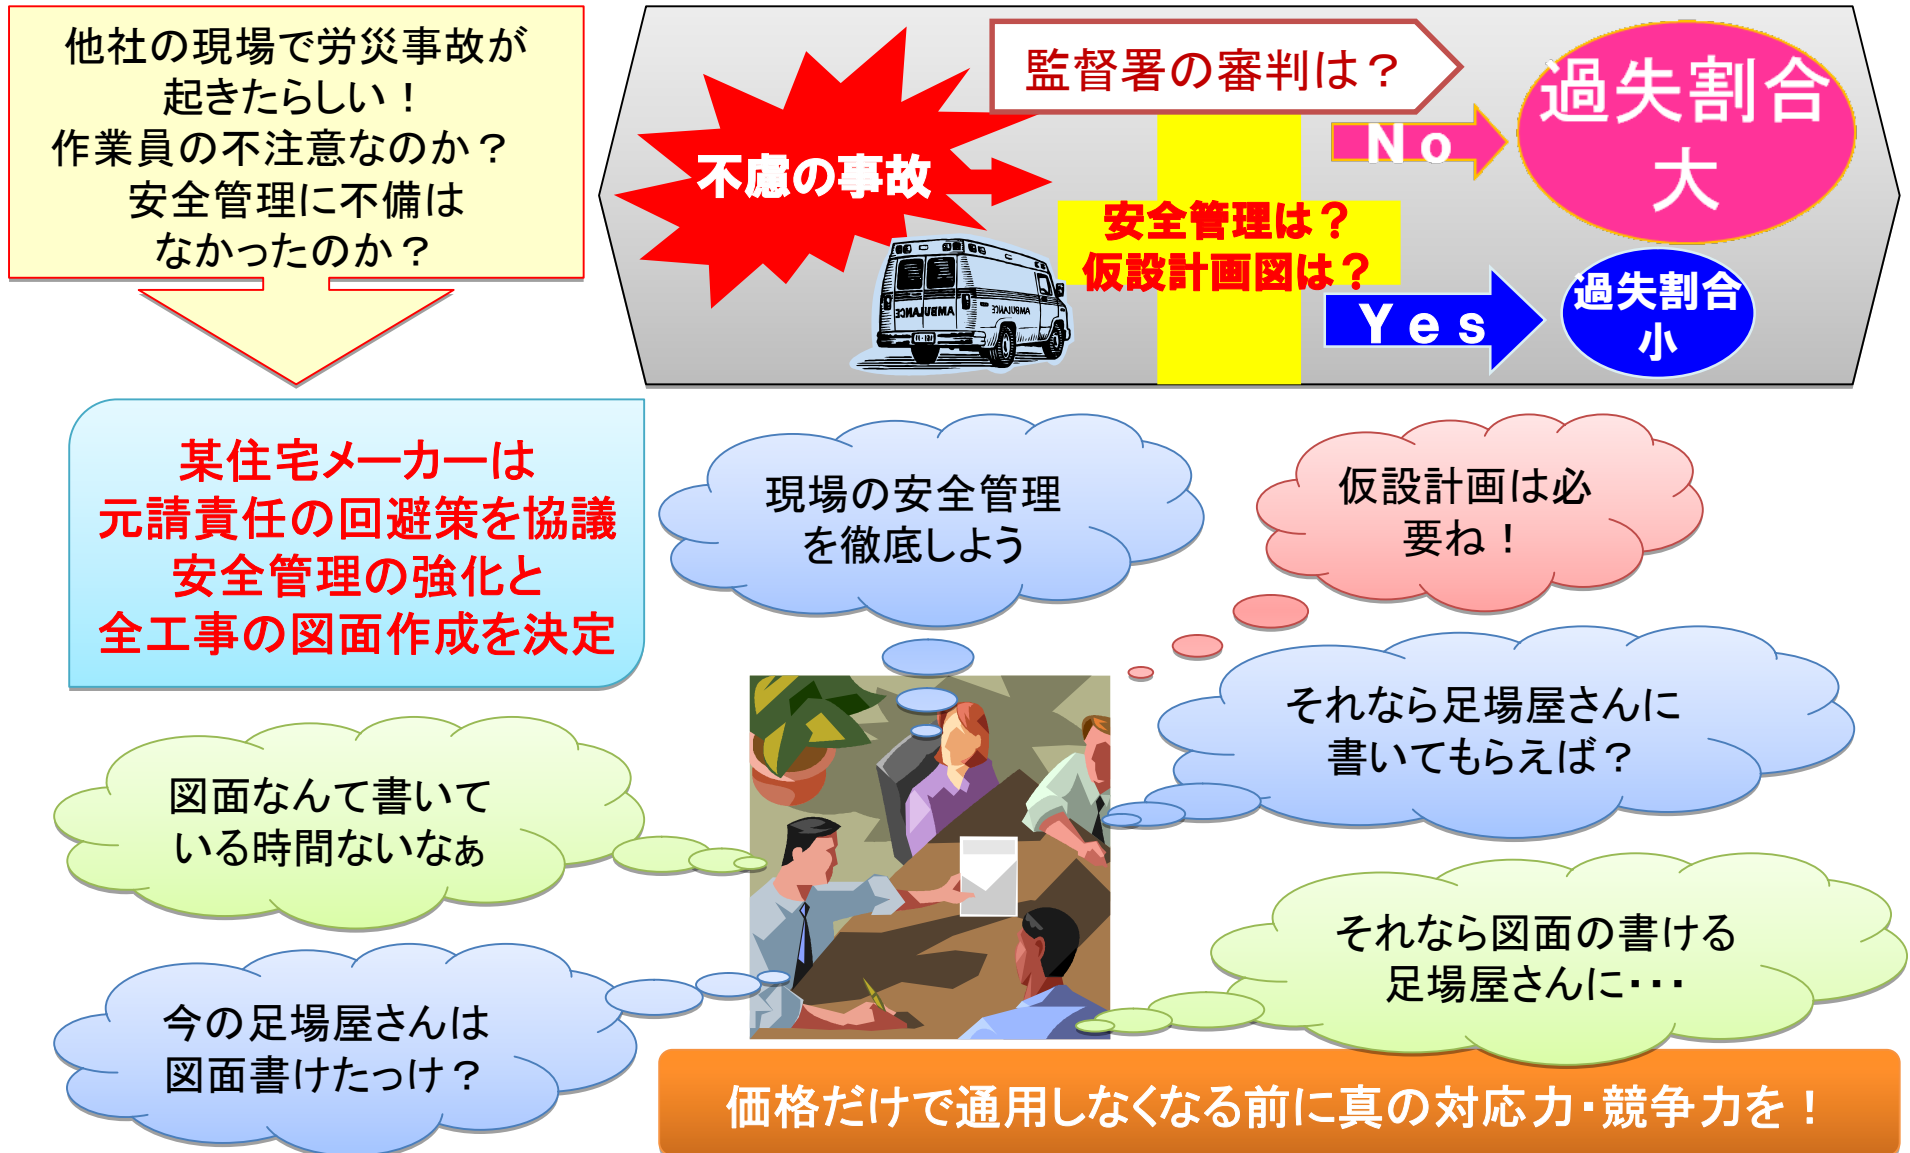 他社の現場で労災事故が
起きたらしい！
作業員の不注意なのか？
安全管理に不備は
なかったのか？
監督署の審判は？
不慮の事故
安全管理は？
仮設計画図は？
No
過失割合
大
Yes
過失割合
小
AMBULANCE
AMBULANCE
某住宅メーカーは
元請責任の回避策を協議
安全管理の強化と
全工事の図面作成を決定
現場の安全管理
を徹底しよう
仮設計画は必
要ね！
それなら足場屋さんに
書いてもらえば？
図面なんて書いて
いる時間ないなぁ
それなら図面の書ける
足場屋さんに・・・
今の足場屋さんは
図面書けたっけ？
価格だけで通用しなくなる前に真の対応力・競争力を！